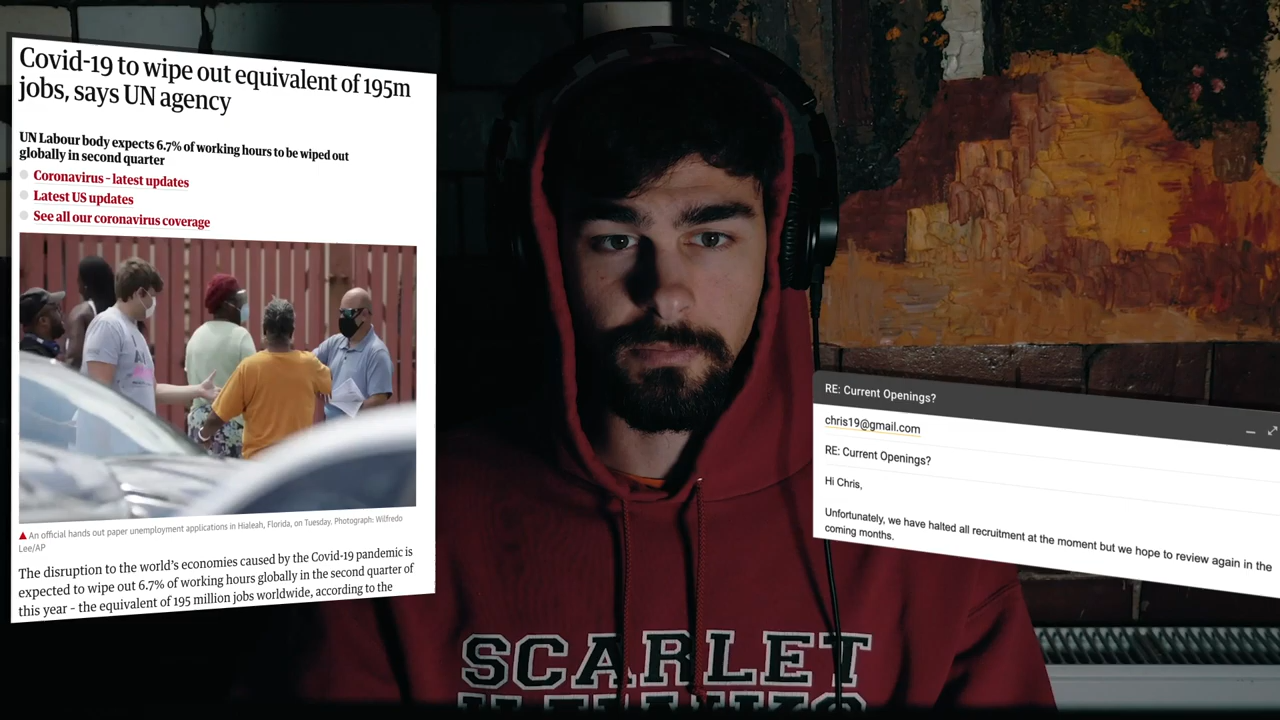 Covid-19 to wipe out equivalent of 195m
jobs, says UN agency
UN Labour body expects 6.7% of working hours to be wiped out
globally in second quarter
Coronavirus – latest updates
Latest US updates
See all our coronavirus coverage
An official hands out paper unemployment applications in Hialeah, Florida, on Tuesday. Photograph: Wilfredo
Lee/AP
The disruption to the world’s economies caused by the Covid-19 pandemic is
expected to wipe out 6.7% of working hours globally in the second quarter of
this year – the equivalent of 195 million jobs worldwide, according to the
RE: Current Openings?
chris19@gmail.com
RE: Current Openings?
Hi Chris,
Unfortunately, we have halted all recruitment at the moment but we hope to review again in the
coming months.
SCARLET